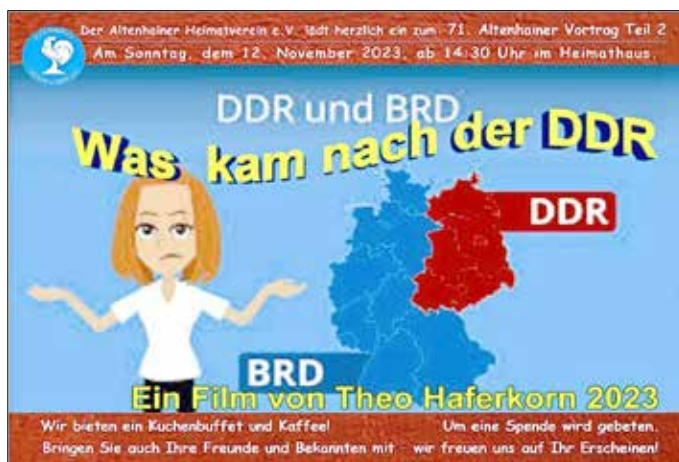 Der Altenhainer Heimatverein e.V. lädt herzlich ein zum 71. Altenhainer Vortrag Teil 2
Am Sonntag, dem 12. November 2023, ab 14:30 Uhr im Heimathaus.
DDR und BRD
Was kam nach der DDR
DDR
BRD
Ein Film von Theo Haferkorn 2023
Wir bieten ein Kuchenbuffet und Kaffee! Um eine Spende wird gebeten.
Bringen Sie auch Ihre Freunde und Bekannten mit - wir freuen uns auf Ihr Erscheinen!